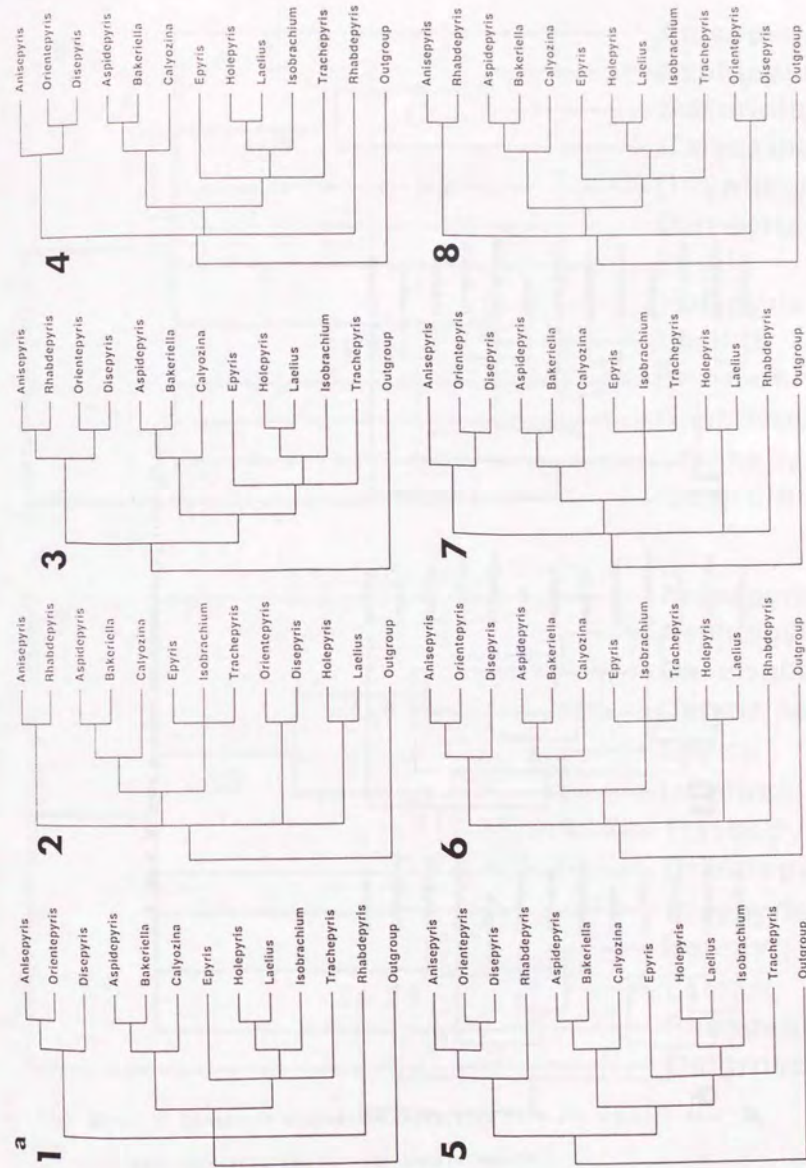 a
1
Anisepyris
Orientepyris
Disepyris
Aspidepyris
Bakeriella
Calyozina
Epyris
Holepyris
Laelius
Isobrachium
Trachepyris
Rhabdepyris
Outgroup
2
Anisepyris
Rhabdepyris
Aspidepyris
Bakeriella
Calyozina
Epyris
Isobrachium
Trachepyris
Orientepyris
Disepyris
Holepyris
Laelius
Outgroup
3
Anisepyris
Rhabdepyris
Orientepyris
Disepyris
Aspidepyris
Bakeriella
Calyozina
Epyris
Holepyris
Laelius
Isobrachium
Trachepyris
Outgroup
4
Anisepyris
Orientepyris
Disepyris
Aspidepyris
Bakeriella
Calyozina
Epyris
Holepyris
Laelius
Isobrachium
Trachepyris
Rhabdepyris
Outgroup
5
Anisepyris
Orientepyris
Disepyris
Rhabdepyris
Aspidepyris
Bakeriella
Calyozina
Epyris
Holepyris
Laelius
Isobrachium
Trachepyris
Outgroup
6
Anisepyris
Orientepyris
Disepyris
Aspidepyris
Bakeriella
Calyozina
Epyris
Isobrachium
Trachepyris
Holepyris
Laelius
Rhabdepyris
Outgroup
7
Anisepyris
Orientepyris
Disepyris
Aspidepyris
Bakeriella
Calyozina
Epyris
Isobrachium
Trachepyris
Holepyris
Laelius
Rhabdepyris
Outgroup
8
Anisepyris
Rhabdepyris
Aspidepyris
Bakeriella
Calyozina
Epyris
Holepyris
Laelius
Isobrachium
Trachepyris
Orientepyris
Disepyris
Outgroup